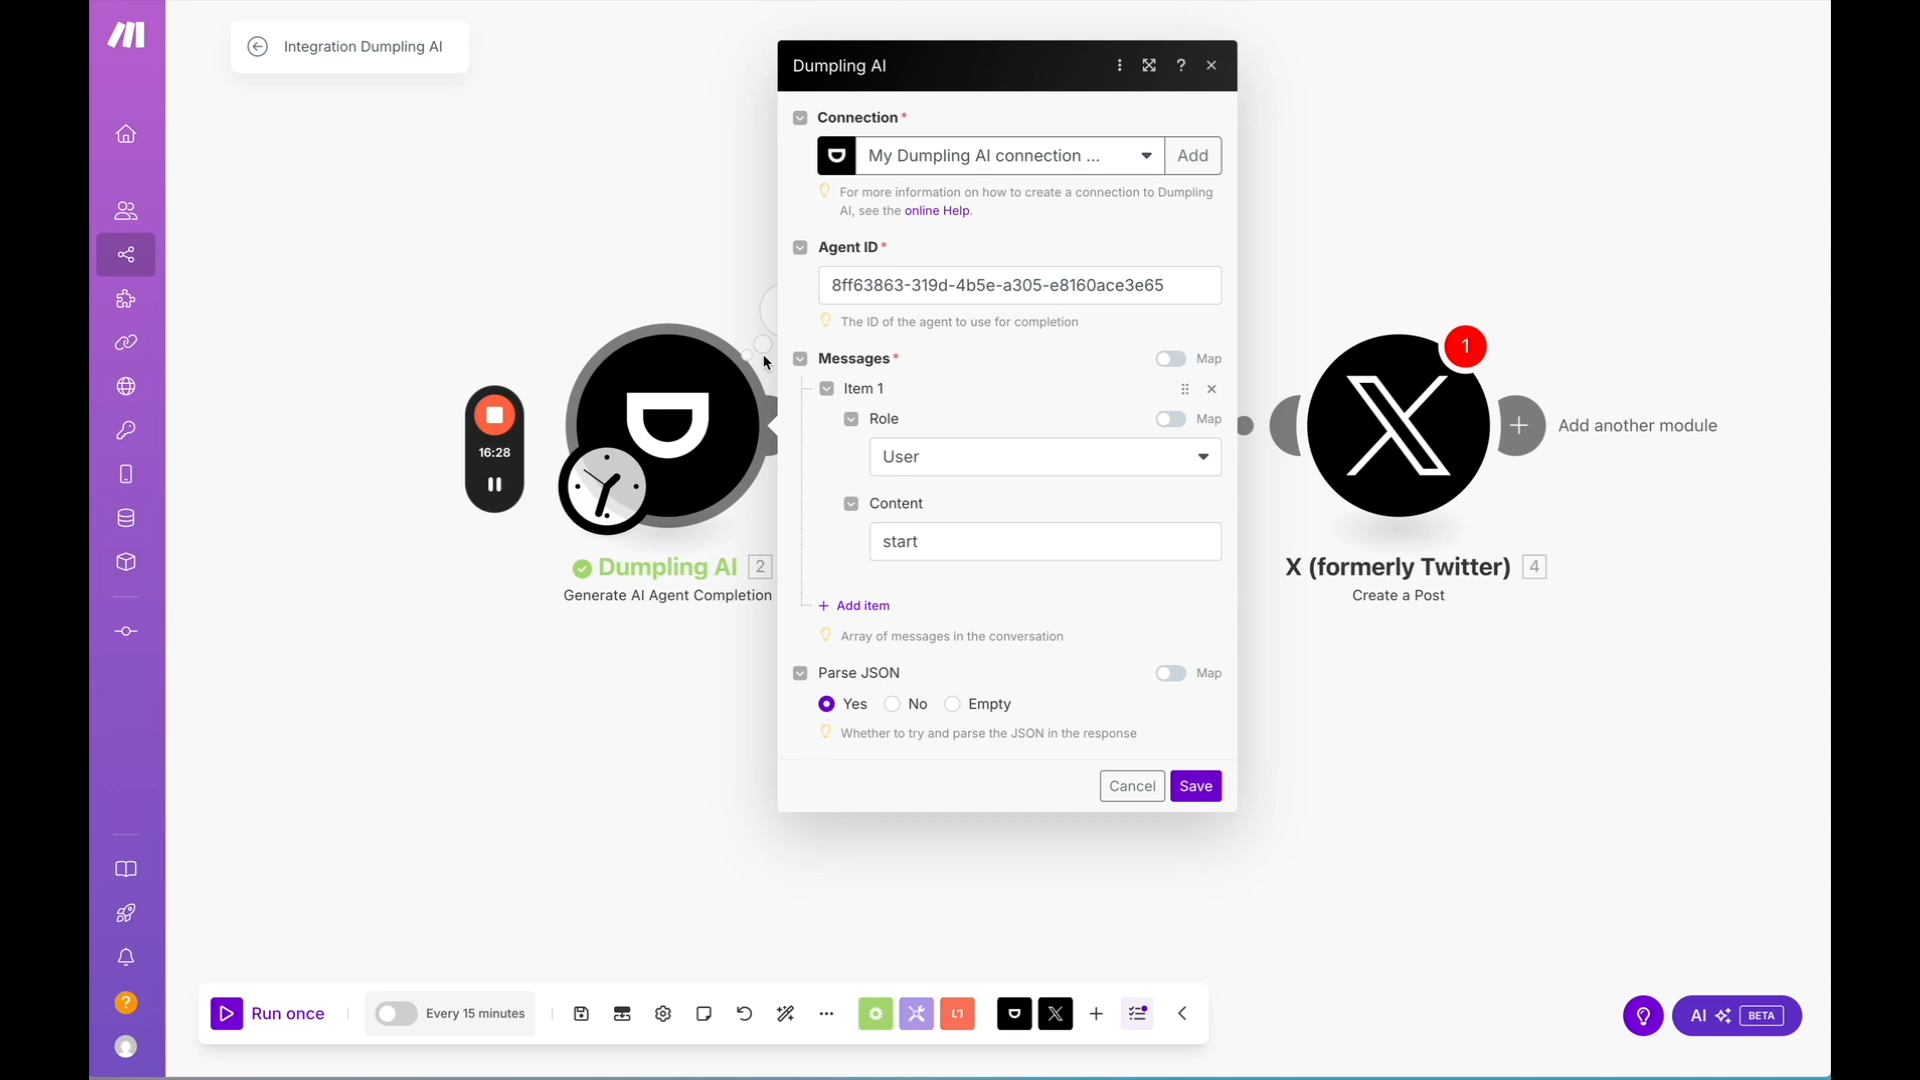 Integration Dumpling AI
Dumpling AI
?
Connection *
My Dumpling AI connection ...
Add
For more information on how to create a connection to Dumpling
AI, see the online Help.
Agent ID *
8ff63863-319d-4b5e-a305-e8160ace3e65
The ID of the agent to use for completion
Messages *
Map
Item 1
Role
Map
User
Content
start
+ Add item
Array of messages in the conversation
Parse JSON
Map
Yes
No
Empty
Whether to try and parse the JSON in the response
Cancel
Save
16:28
Dumpling AI
2
Generate AI Agent Completion
1
X (formerly Twitter)
4
Create a Post
Add another module
?
Run once
Every 15 minutes
AI
BETA